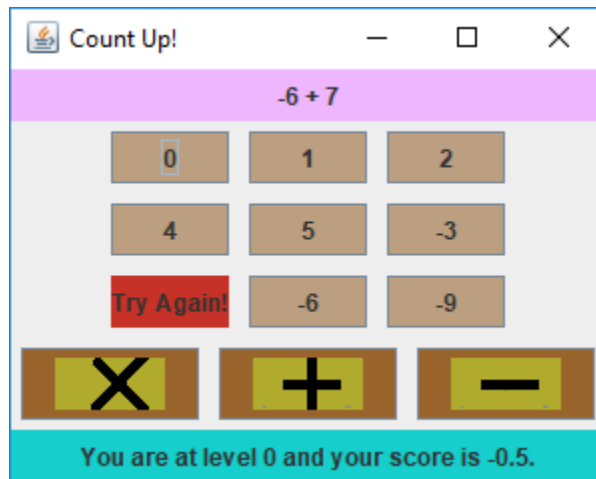 Count Up!
-6 + 7
0 1 2
4 5 -3
Try Again! -6 -9
× + −
You are at level 0 and your score is -0.5.